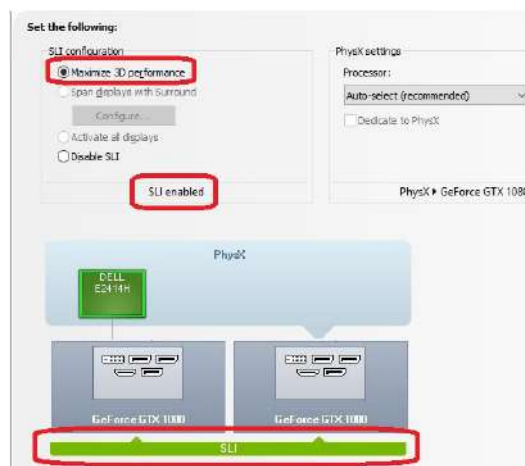 Set the following:
SLI configuration
Maximize 3D performance
Span displays with Surround
Configure...
Activate all displays
Disable SLI
SLI enabled
PhysX settings
Processor:
Auto-select (recommended)
Dedicate to PhysX
PhysX ▸ GeForce GTX 1080
PhysX
DELL
E2414H
GeForce GTX 1080
GeForce GTX 1080
SLI